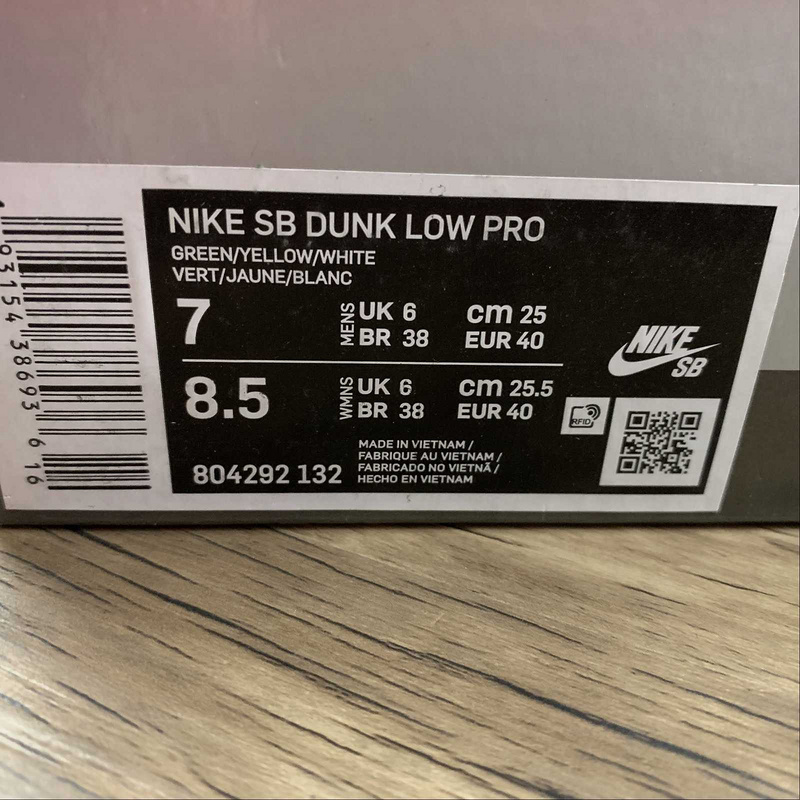 NIKE SB DUNK LOW PRO
GREEN/YELLOW/WHITE
VERT/JAUNE/BLANC
7 MENS UK 6 cm 25
BR 38 EUR 40
8.5 WMNS UK 6 cm 25.5
BR 38 EUR 40
NIKE
SB
RFID
804292 132
MADE IN VIETNAM /
FABRIQUE AU VIETNAM /
FABRICADO NO VIETNÃ /
HECHO EN VIETNAM
93154 38693 6 16